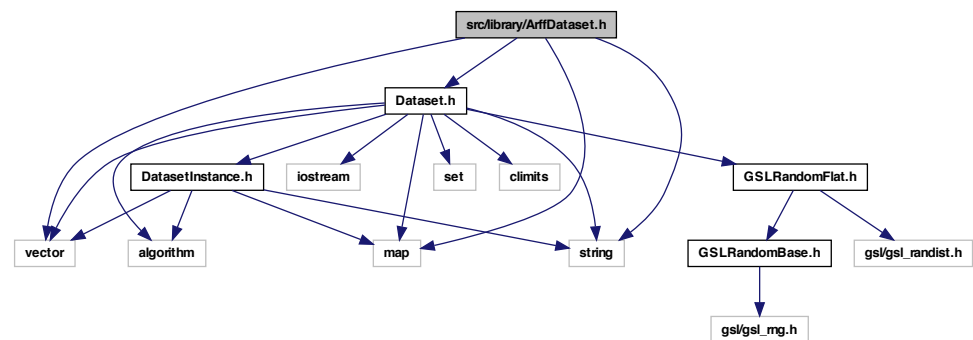 src/library/ArffDataset.h
Dataset.h
DatasetInstance.h
iostream
set
climits
GSLRandomFlat.h
vector
algorithm
map
string
GSLRandomBase.h
gsl/gsl_randist.h
gsl/gsl_rng.h